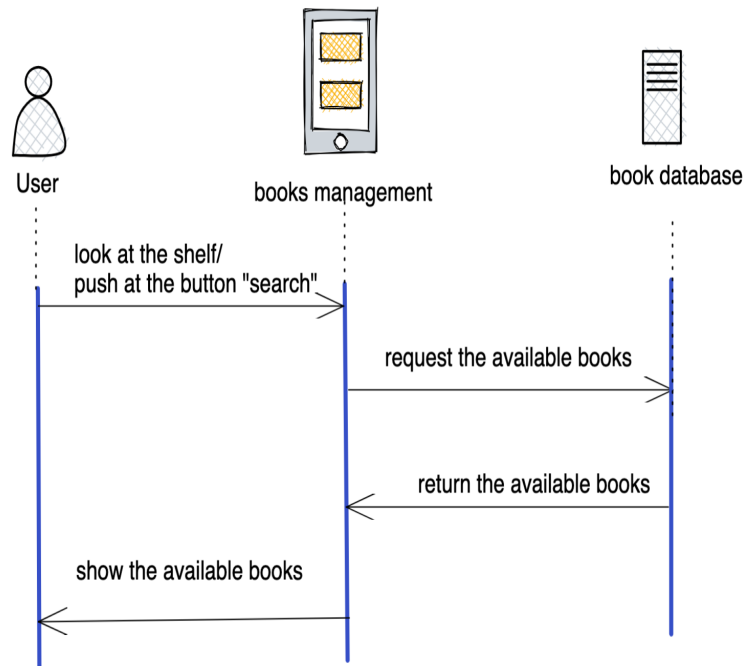 User
books management
book database
look at the shelf/
push at the button "search"
request the available books
return the available books
show the available books